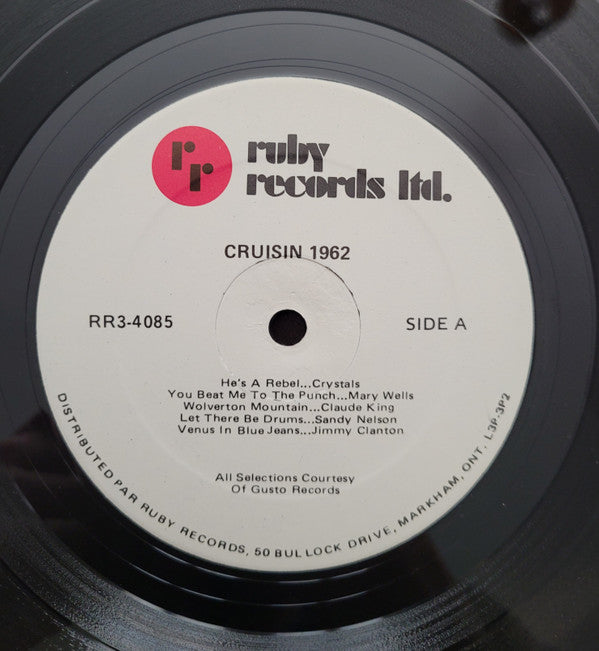 rr
ruby
records ltd.
CRUISIN 1962
RR3-4085
SIDE A
He's A Rebel...Crystals
You Beat Me To The Punch...Mary Wells
Wolverton Mountain...Claude King
Let There Be Drums...Sandy Nelson
Venus In Blue Jeans...Jimmy Clanton
All Selections Courtesy
Of Gusto Records
DISTRIBUTED PAR RUBY RECORDS, 50 BULLOCK DRIVE, MARKHAM, ONT. L3P-3P2